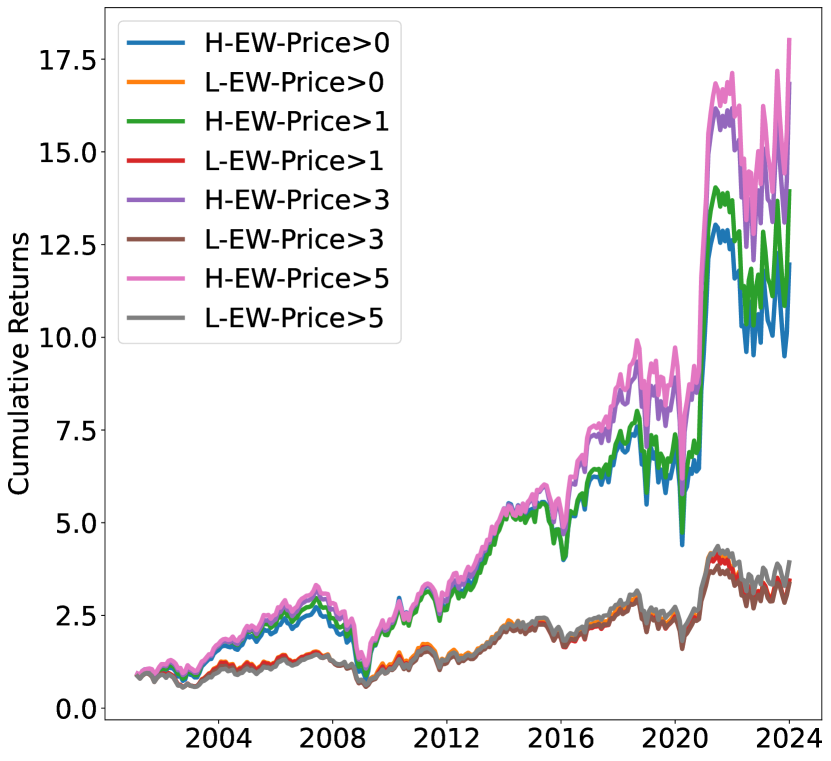 H-EW-Price>0
L-EW-Price>0
H-EW-Price>1
L-EW-Price>1
H-EW-Price>3
L-EW-Price>3
H-EW-Price>5
L-EW-Price>5
17.5
15.0
12.5
10.0
7.5
5.0
2.5
0.0
Cumulative Returns
2004 2008 2012 2016 2020 2024